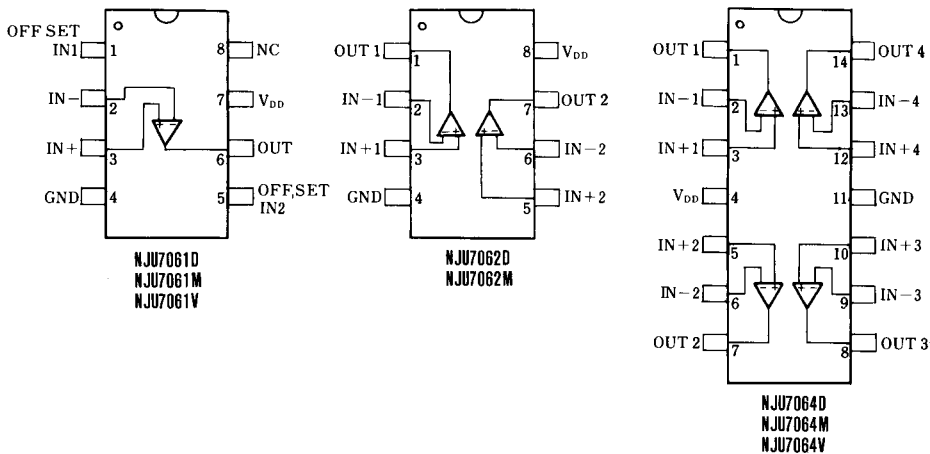 OFF SET
IN1
1
8
NC
IN-
2
7
VDD
IN+
3
6
OUT
GND
4
5
OFF,SET
IN2
+ -
NJU7061D
NJU7061M
NJU7061V
OUT 1
1
8
VDD
IN-1
2
7
OUT 2
IN+1
3
6
IN-2
GND
4
5
IN+2
- +
+ -
NJU7062D
NJU7062M
OUT 1
1
14
OUT 4
IN-1
2
13
IN-4
IN+1
3
12
IN+4
VDD
4
11
GND
IN+2
5
10
IN+3
IN-2
6
9
IN-3
OUT 2
7
8
OUT 3
- +
+ -
- +
+ -
NJU7064D
NJU7064M
NJU7064V